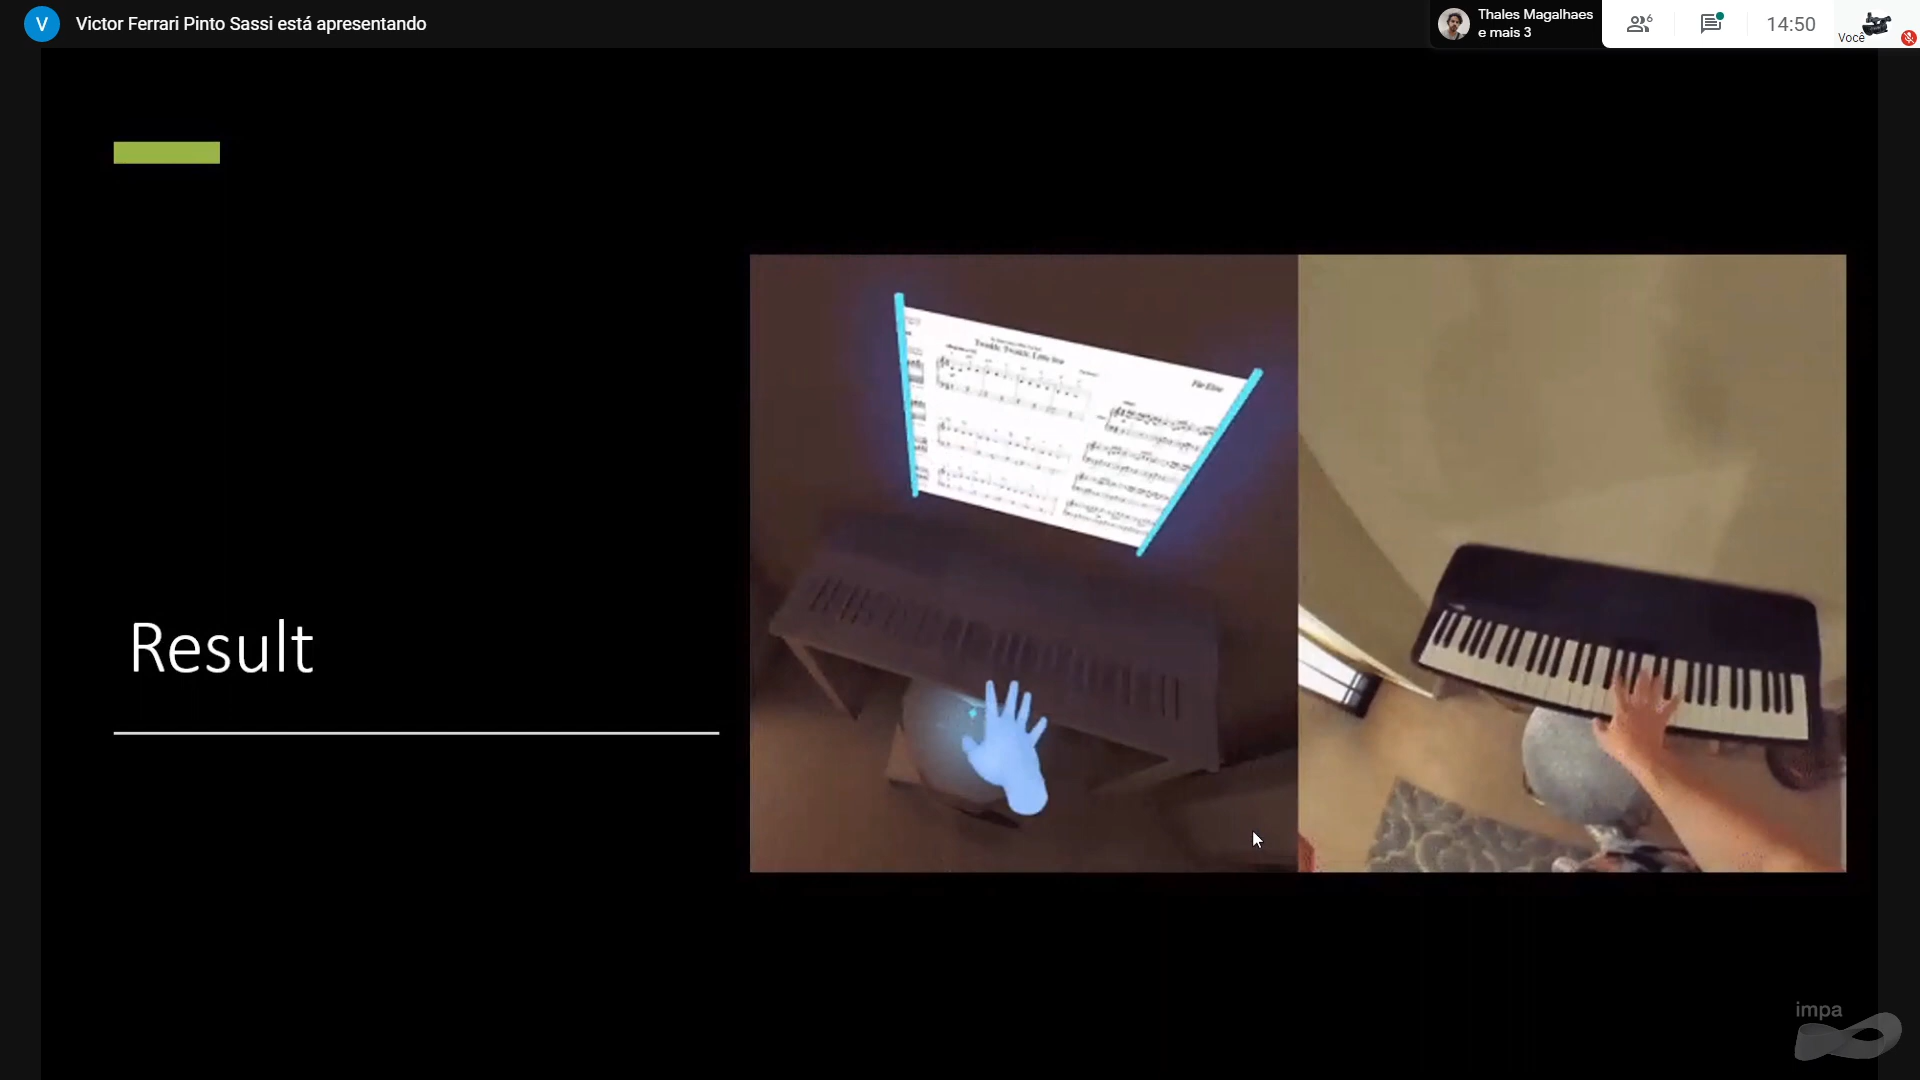 V Victor Ferrari Pinto Sassi está apresentando
Thales Magalhaes
e mais 3
6
14:50
Você
Twinkle Twinkle Little Star
Für Elise
Result
impa